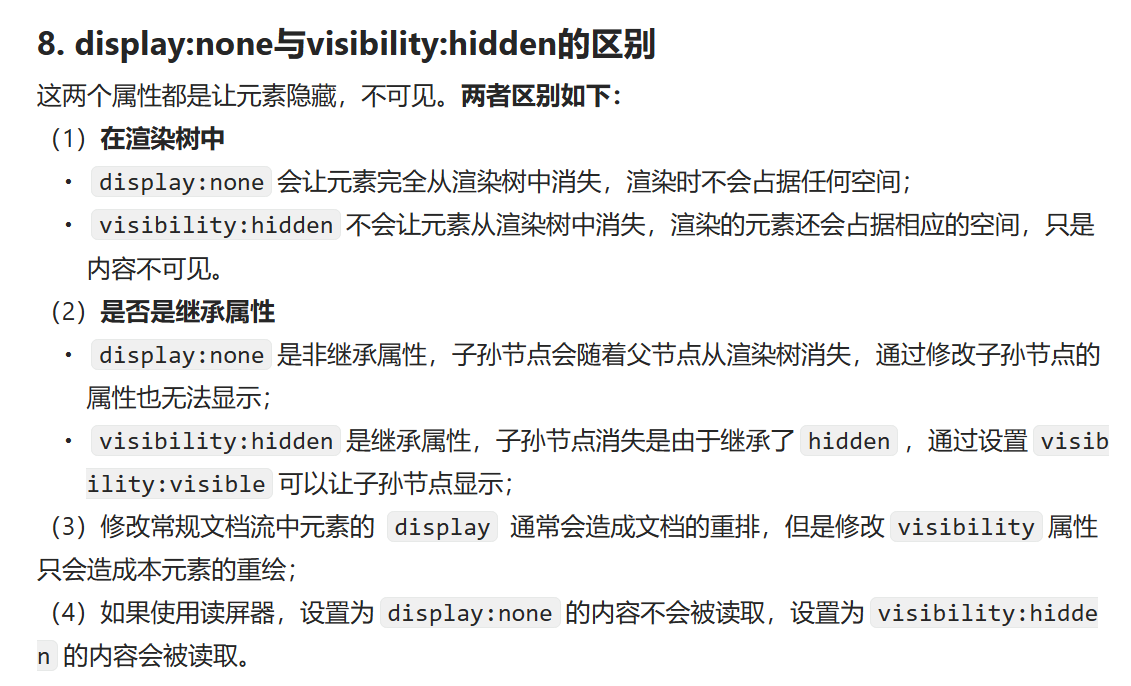 8. display:none与visibility:hidden的区别
这两个属性都是让元素隐藏，不可见。两者区别如下：
（1）在渲染树中
• display:none 会让元素完全从渲染树中消失，渲染时不会占据任何空间；
• visibility:hidden 不会让元素从渲染树中消失，渲染的元素还会占据相应的空间，只是
内容不可见。
（2）是否是继承属性
• display:none 是非继承属性，子孙节点会随着父节点从渲染树消失，通过修改子孙节点的
属性也无法显示；
• visibility:hidden 是继承属性，子孙节点消失是由于继承了 hidden ，通过设置 visib
ility:visible 可以让子孙节点显示；
（3）修改常规文档流中元素的 display 通常会造成文档的重排，但是修改 visibility 属性
只会造成本元素的重绘；
（4）如果使用读屏器，设置为 display:none 的内容不会被读取，设置为 visibility:hidde
n 的内容会被读取。